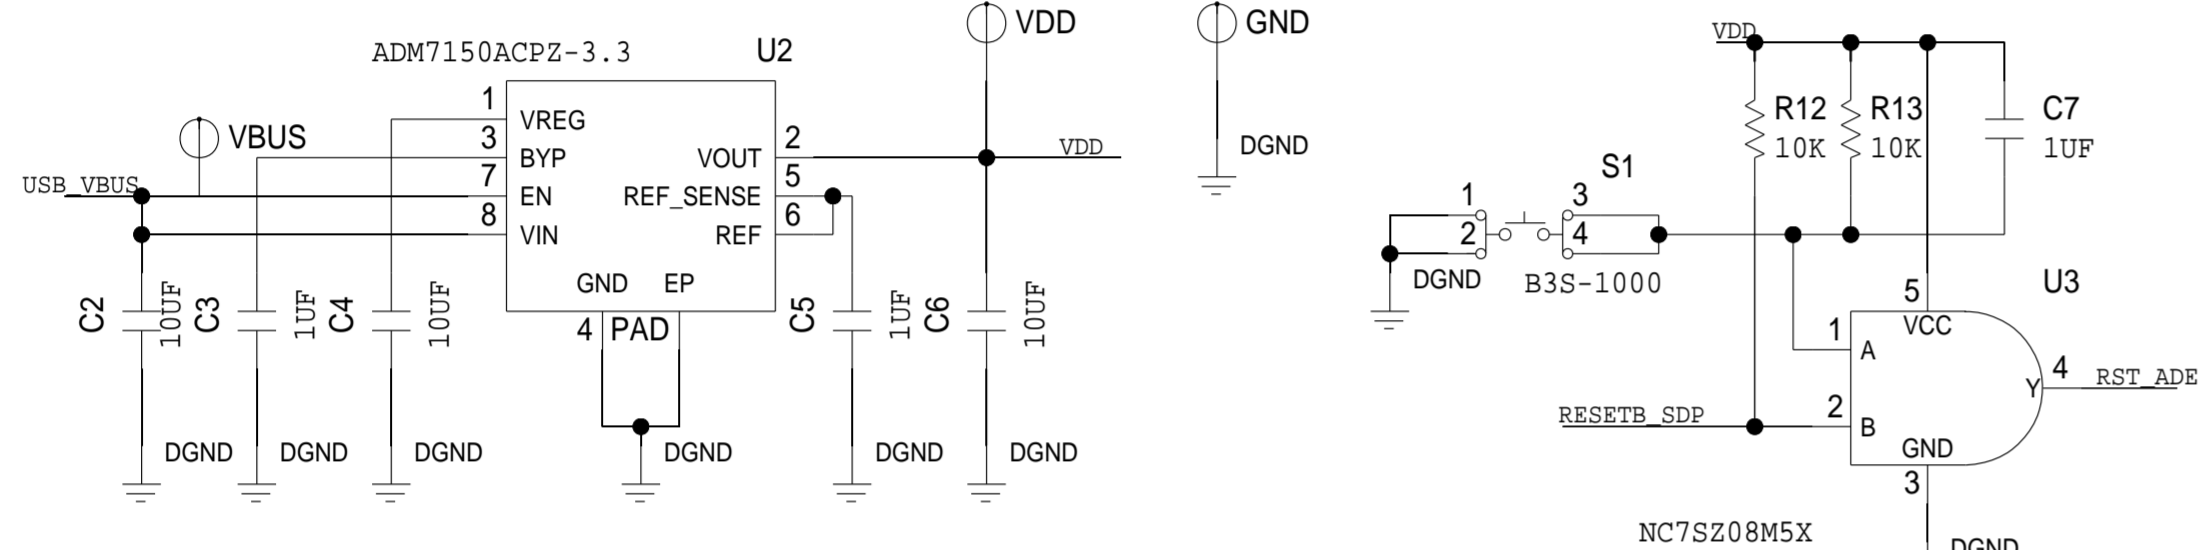 VDD
GND
VDD
ADM7150ACPZ-3.3
U2
1
VREG
3
BYP
7
EN
8
VIN
VBUS
USB_VBUS
VOUT
2
REF_SENSE
5
REF
6
VDD
GND
EP
4
PAD
C2
10UF
C3
1UF
C4
10UF
C5
1UF
C6
10UF
DGND
DGND
DGND
DGND
DGND
DGND
DGND
R12
10K
R13
10K
C7
1UF
S1
1
2
3
4
DGND
B3S-1000
U3
5
VCC
1
A
2
B
GND
3
Y
4
RST_ADE
RESETB_SDP
NC7SZ08M5X
DGND